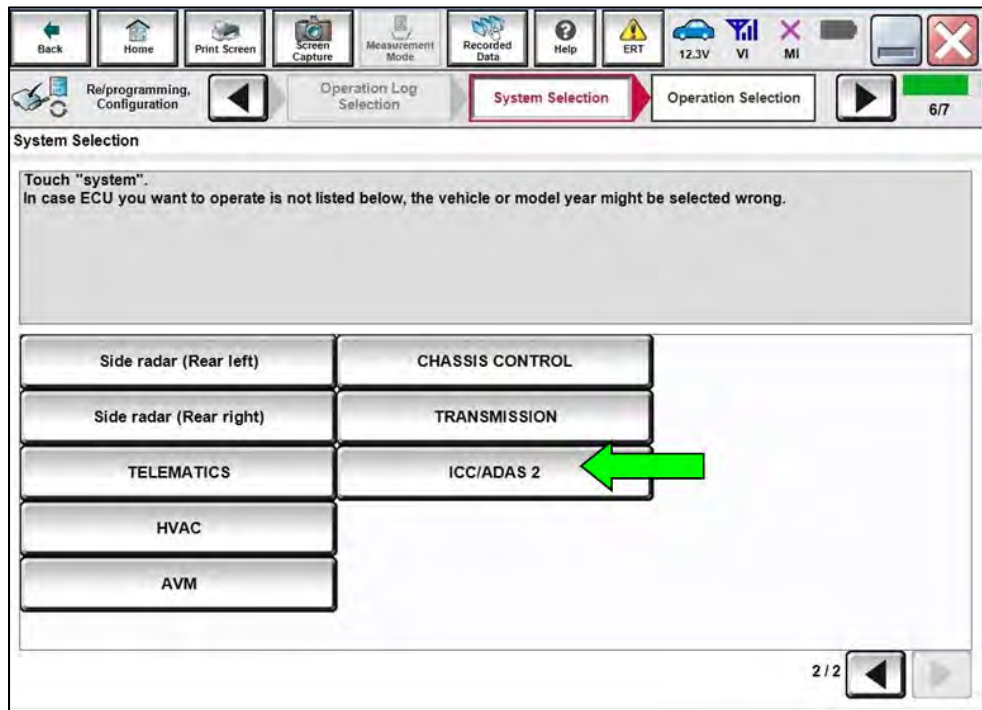 Back
Home
Print Screen
Screen
Capture
Measurement
Mode
Recorded
Data
Help
ERT
12.3V
VI
MI
Re/programming,
Configuration
Operation Log
Selection
System Selection
Operation Selection
6/7
System Selection
Touch "system".
In case ECU you want to operate is not listed below, the vehicle or model year might be selected wrong.
Side radar (Rear left)
CHASSIS CONTROL
Side radar (Rear right)
TRANSMISSION
TELEMATICS
ICC/ADAS 2
HVAC
AVM
2/2